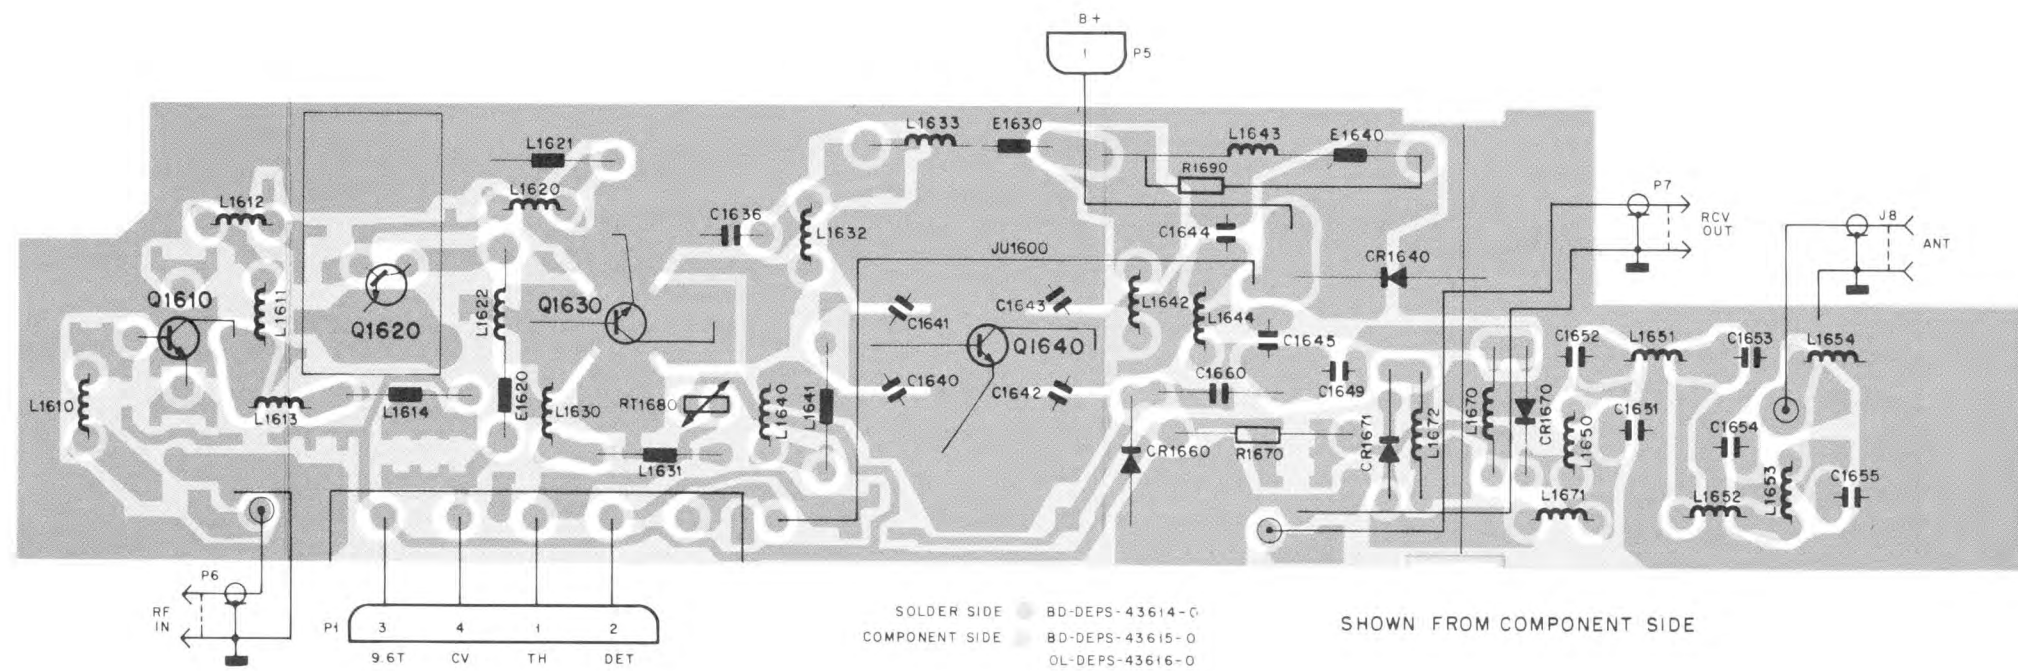 B+
1 P5
L1633 E1630 L1643 E1640
L1621
R1690
L1620
L1612
C1636
L1632
P7
RCV
OUT
J8
ANT
C1644
JU1600
CR1640
Q1610
L1611
Q1620
L1622
Q1630
C1641
C1643
L1642
L1644
Q1640
C1645
C1652
L1651
C1653
L1654
C1640
C1642
C1660
C1649
L1610
L1613
L1614
E1620
L1630
RT1680
L1640
L1641
L1631
CR1660
R1670
CR1671
L1672
L1670
CR1670
L1650
C1651
C1654
L1671
L1652
L1653
C1655
P6
RF
IN
P1 3 4 1 2
9.6T CV TH DET
SOLDER SIDE BD-DEPS-43614-0
COMPONENT SIDE BD-DEPS-43615-0
OL-DEPS-43616-0
SHOWN FROM COMPONENT SIDE